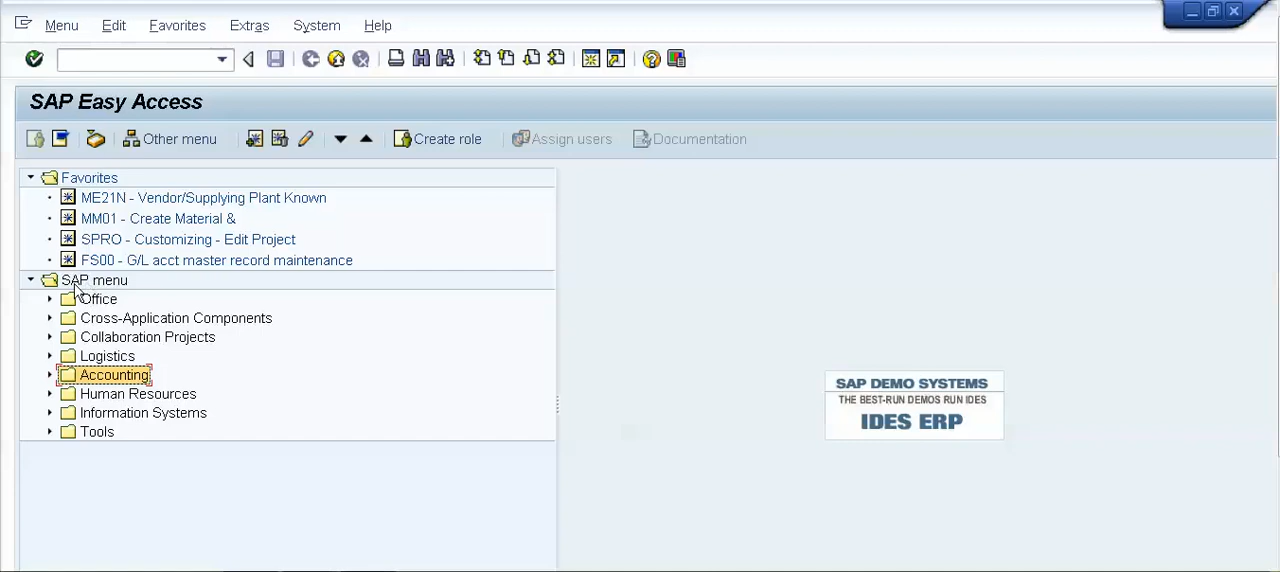 Menu Edit Favorites Extras System Help
SAP Easy Access
Other menu Create role Assign users Documentation
Favorites
ME21N - Vendor/Supplying Plant Known
MM01 - Create Material &
SPRO - Customizing - Edit Project
FS00 - G/L acct master record maintenance
SAP menu
Office
Cross-Application Components
Collaboration Projects
Logistics
Accounting
Human Resources
Information Systems
Tools
SAP DEMO SYSTEMS
THE BEST-RUN DEMOS RUN IDES
IDES ERP